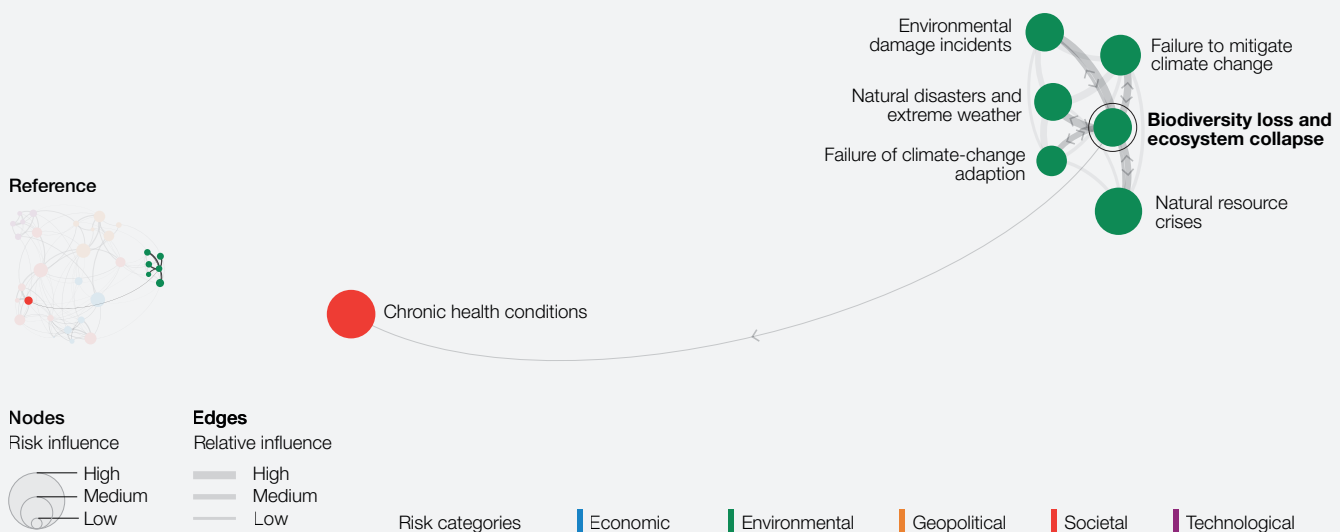 Environmental
damage incidents
Failure to mitigate
climate change
Natural disasters and
extreme weather
Biodiversity loss and
ecosystem collapse
Failure of climate-change
adaption
Natural resource
crises
Reference
Chronic health conditions
Nodes
Risk influence
High
Medium
Low
Edges
Relative influence
High
Medium
Low
Risk categories
Economic
Environmental
Geopolitical
Societal
Technological